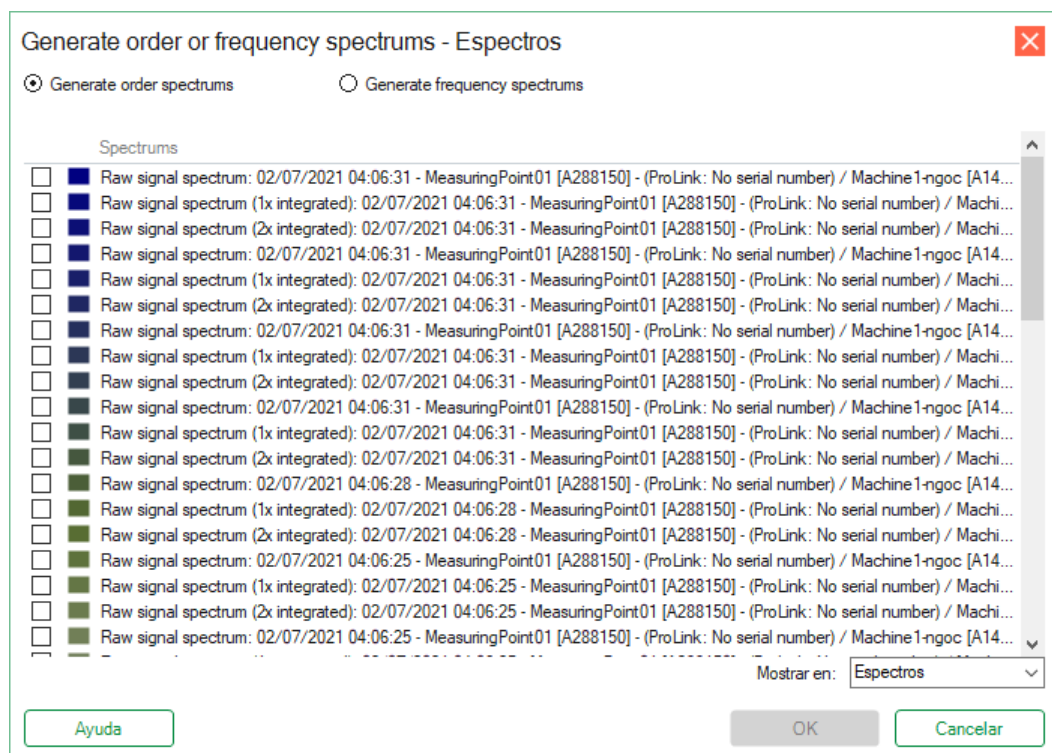 Generate order or frequency spectrums - Espectros
Generate order spectrums
Generate frequency spectrums
Spectrums
Raw signal spectrum: 02/07/2021 04:06:31 - MeasuringPoint01 [A288150] - (ProLink: No serial number) / Machine1-ngoc [A14...
Raw signal spectrum (1x integrated): 02/07/2021 04:06:31 - MeasuringPoint01 [A288150] - (ProLink: No serial number) / Machi...
Raw signal spectrum (2x integrated): 02/07/2021 04:06:31 - MeasuringPoint01 [A288150] - (ProLink: No serial number) / Machi...
Raw signal spectrum: 02/07/2021 04:06:31 - MeasuringPoint01 [A288150] - (ProLink: No serial number) / Machine1-ngoc [A14...
Raw signal spectrum (1x integrated): 02/07/2021 04:06:31 - MeasuringPoint01 [A288150] - (ProLink: No serial number) / Machi...
Raw signal spectrum (2x integrated): 02/07/2021 04:06:31 - MeasuringPoint01 [A288150] - (ProLink: No serial number) / Machi...
Raw signal spectrum: 02/07/2021 04:06:31 - MeasuringPoint01 [A288150] - (ProLink: No serial number) / Machine1-ngoc [A14...
Raw signal spectrum (1x integrated): 02/07/2021 04:06:31 - MeasuringPoint01 [A288150] - (ProLink: No serial number) / Machi...
Raw signal spectrum (2x integrated): 02/07/2021 04:06:31 - MeasuringPoint01 [A288150] - (ProLink: No serial number) / Machi...
Raw signal spectrum: 02/07/2021 04:06:31 - MeasuringPoint01 [A288150] - (ProLink: No serial number) / Machine1-ngoc [A14...
Raw signal spectrum (1x integrated): 02/07/2021 04:06:31 - MeasuringPoint01 [A288150] - (ProLink: No serial number) / Machi...
Raw signal spectrum (2x integrated): 02/07/2021 04:06:31 - MeasuringPoint01 [A288150] - (ProLink: No serial number) / Machi...
Raw signal spectrum: 02/07/2021 04:06:28 - MeasuringPoint01 [A288150] - (ProLink: No serial number) / Machine1-ngoc [A14...
Raw signal spectrum (1x integrated): 02/07/2021 04:06:28 - MeasuringPoint01 [A288150] - (ProLink: No serial number) / Machi...
Raw signal spectrum (2x integrated): 02/07/2021 04:06:28 - MeasuringPoint01 [A288150] - (ProLink: No serial number) / Machi...
Raw signal spectrum: 02/07/2021 04:06:25 - MeasuringPoint01 [A288150] - (ProLink: No serial number) / Machine1-ngoc [A14...
Raw signal spectrum (1x integrated): 02/07/2021 04:06:25 - MeasuringPoint01 [A288150] - (ProLink: No serial number) / Machi...
Raw signal spectrum (2x integrated): 02/07/2021 04:06:25 - MeasuringPoint01 [A288150] - (ProLink: No serial number) / Machi...
Raw signal spectrum: 02/07/2021 04:06:25 - MeasuringPoint01 [A288150] - (ProLink: No serial number) / Machine1-ngoc [A14...
Mostrar en: Espectros
Ayuda
OK
Cancelar